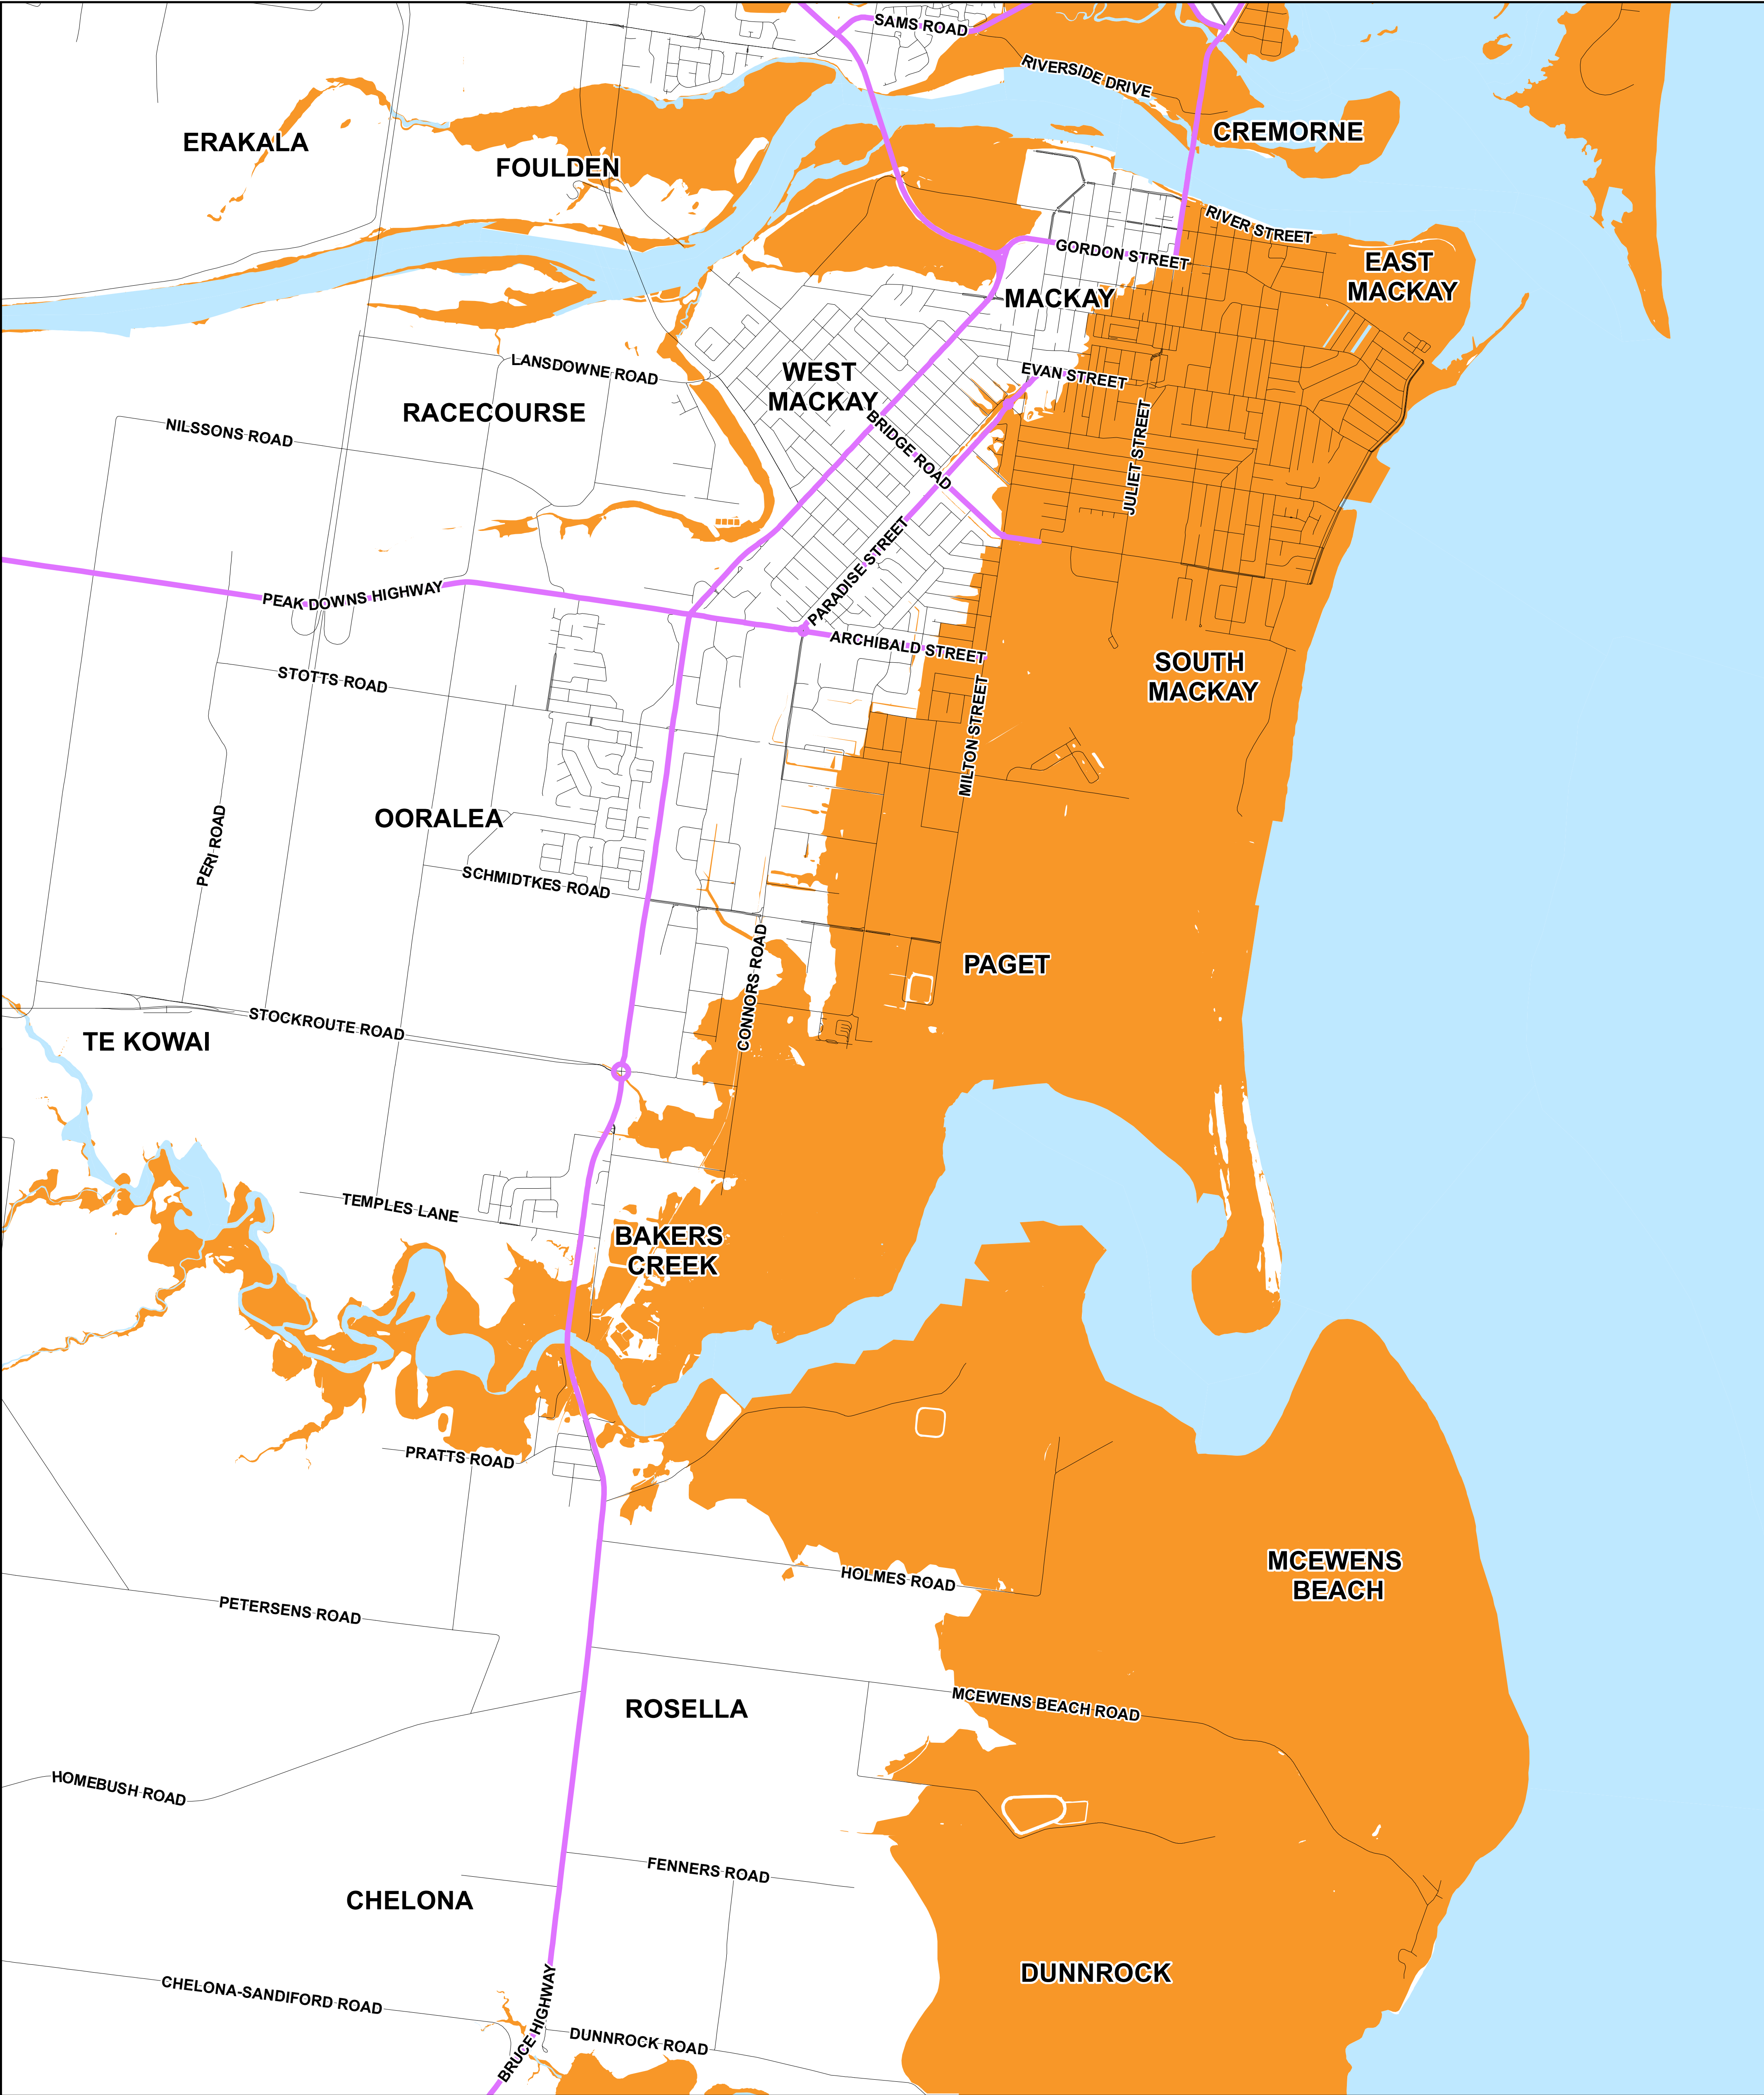 SAMS ROAD
RIVERSIDE DRIVE
CREMORNE
ERAKALA
FOULDEN
RIVER STREET
GORDON STREET
EAST
MACKAY
MACKAY
LANSDOWNE ROAD
WEST
MACKAY
EVAN STREET
RACECOURSE
NILSSONS ROAD
BRIDGE ROAD
JULIET STREET
PARADISE STREET
PEAK DOWNS HIGHWAY
ARCHIBALD STREET
STOTTS ROAD
SOUTH
MACKAY
MILTON STREET
OORALEA
PERI ROAD
SCHMIDTKES ROAD
CONNORS ROAD
PAGET
STOCKROUTE ROAD
TE KOWAI
TEMPLES LANE
BAKERS
CREEK
PRATTS ROAD
MCEWENS
BEACH
HOLMES ROAD
PETERSENS ROAD
MCEWENS BEACH ROAD
ROSELLA
HOMEBUSH ROAD
FENNERS ROAD
CHELONA
DUNNROCK
CHELONA-SANDIFORD ROAD
BRUCE HIGHWAY
DUNNROCK ROAD